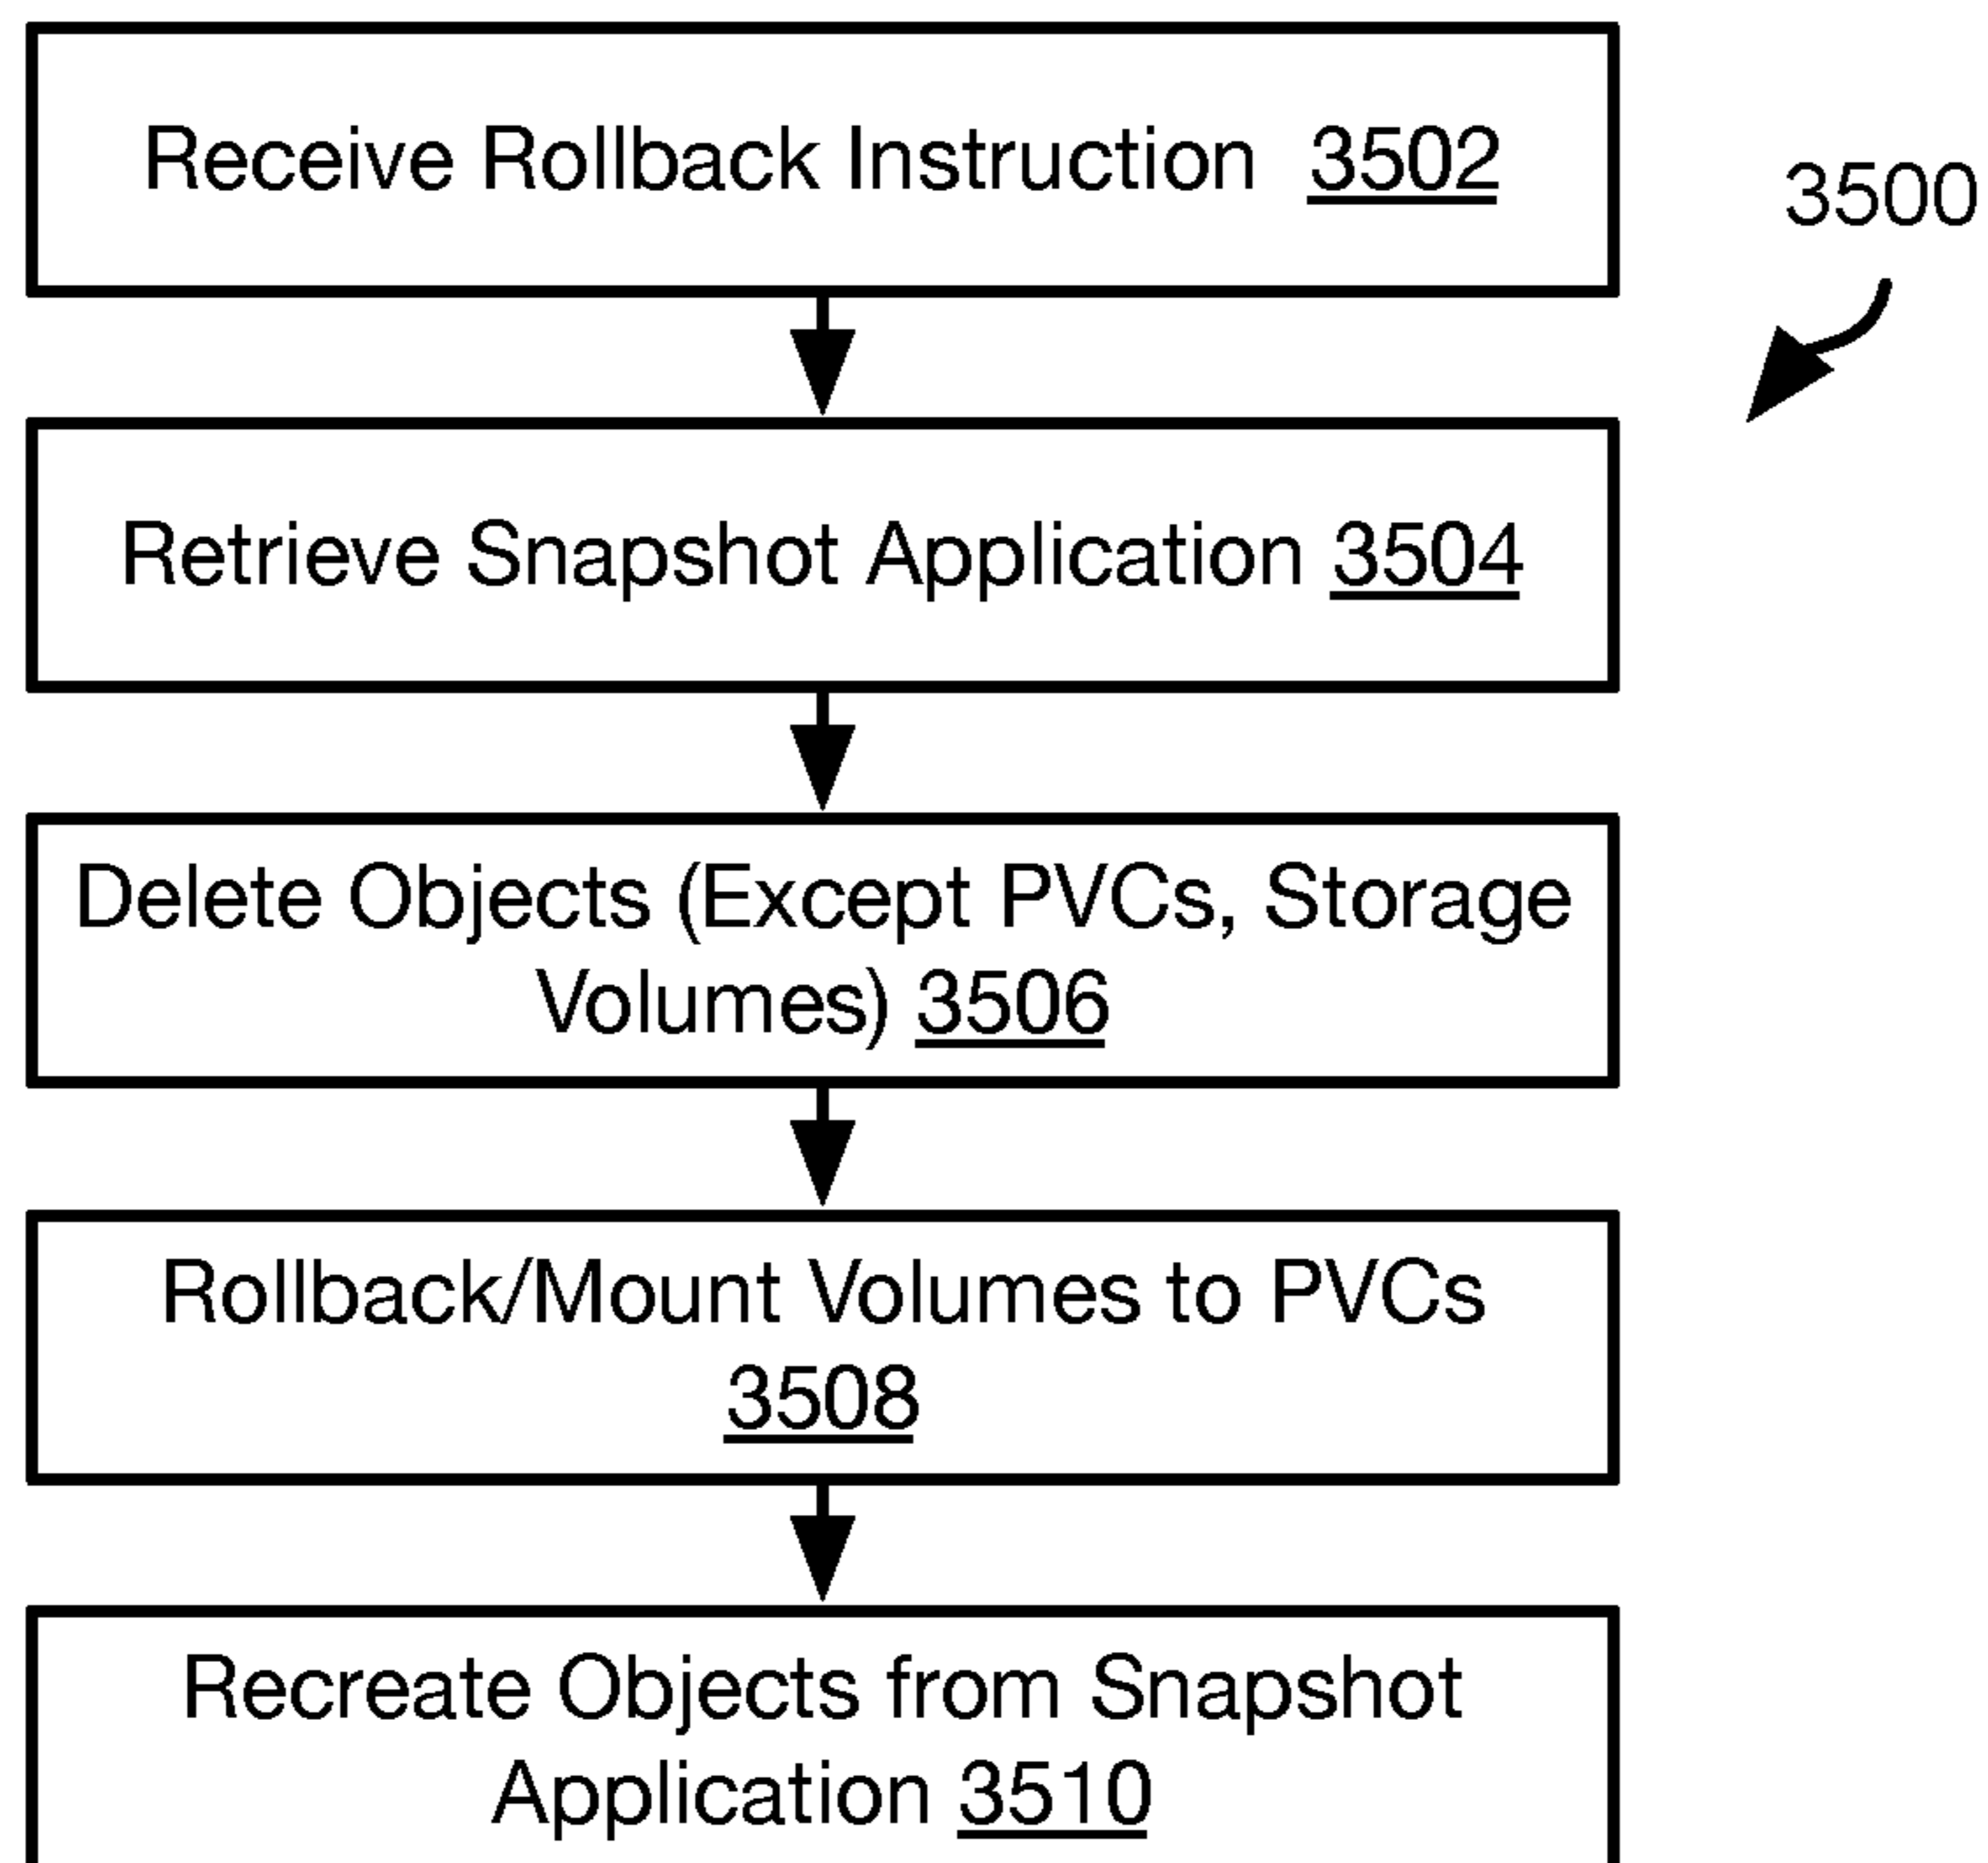 Receive Rollback Instruction 3502
3500
Retrieve Snapshot Application 3504
Delete Objects (Except PVCs, Storage
Volumes) 3506
Rollback/Mount Volumes to PVCs
3508
Recreate Objects from Snapshot
Application 3510